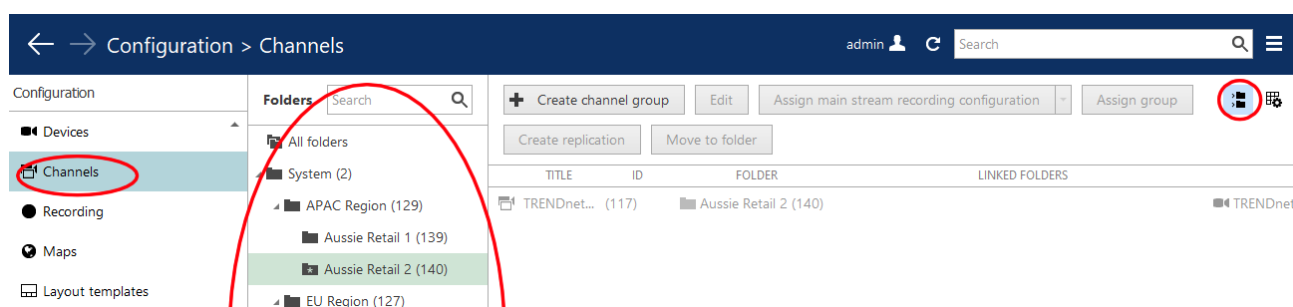 Configuration > Channels
admin
Search
Configuration
Devices
Channels
Recording
Maps
Layout templates
Folders
Search
All folders
System (2)
APAC Region (129)
Aussie Retail 1 (139)
Aussie Retail 2 (140)
EU Region (127)
Create channel group
Edit
Assign main stream recording configuration
Assign group
Create replication
Move to folder
TITLE ID FOLDER LINKED FOLDERS
TRENDnet... (117) Aussie Retail 2 (140) TRENDnet